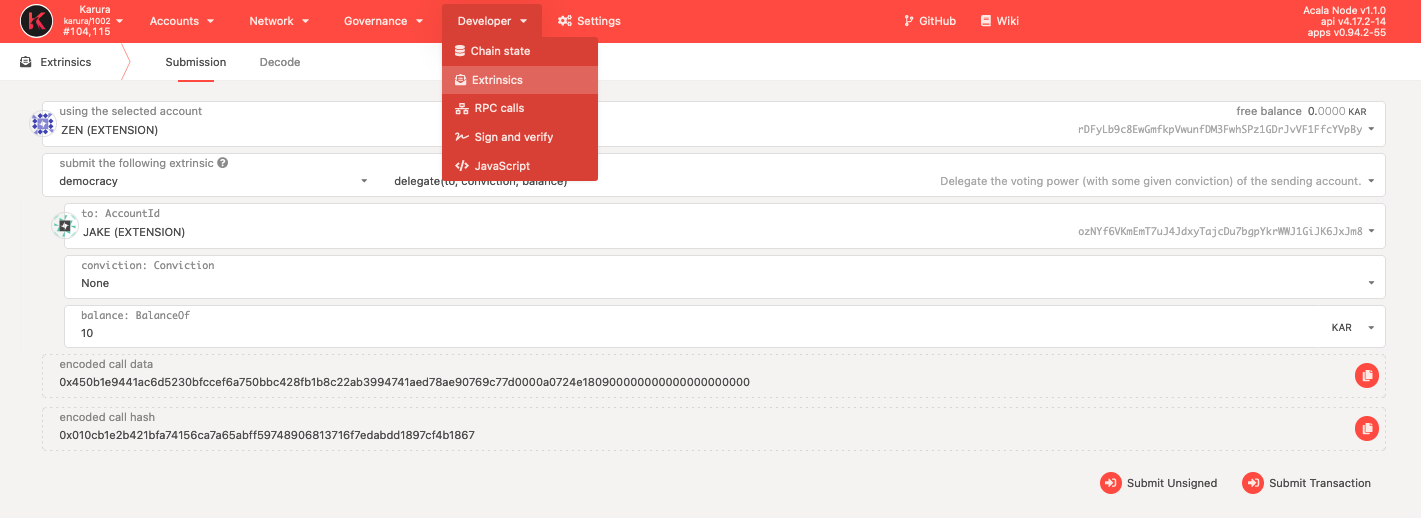 Karura
karura/1002
#104,115
Accounts
Network
Governance
Developer
Settings
GitHub
Wiki
Acala Node v1.1.0
api v4.17.2-14
apps v0.94.2-55
Chain state
Extrinsics
RPC calls
Sign and verify
JavaScript
Extrinsics
Submission
Decode
using the selected account
free balance 0.0000 KAR
ZEN (EXTENSION)
rDFyLb9c8EwGmfkpVwunfDM3FwhSPz1GDrJvVF1FfcYVpBy
submit the following extrinsic
democracy
delegate(to, conviction, balance)
Delegate the voting power (with some given conviction) of the sending account.
to: AccountId
JAKE (EXTENSION)
ozNYf6VKmEmT7uJ4JdxyTajcDu7bgpYkrWWJ1GiJK6JxJm8
conviction: Conviction
None
balance: BalanceOf
10
KAR
encoded call data
0x450b1e9441ac6d5230bfccef6a750bbc428fb1b8c22ab3994741aed78ae90769c77d0000a0724e180900000000000000000000000
encoded call hash
0x010cb1e2b421bfa74156ca7a65abff59748906813716f7edabdd1897cf4b1867
Submit Unsigned
Submit Transaction